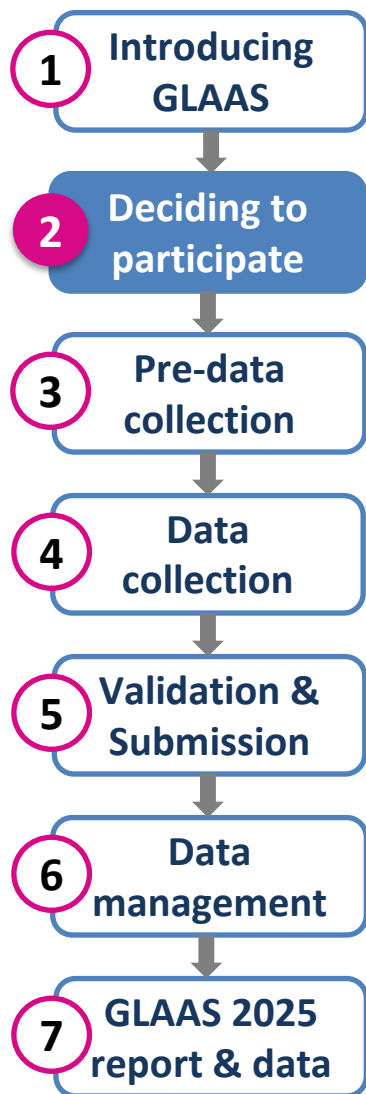 1
Introducing
GLAAS
2
Deciding to
participate
3
Pre-data
collection
4
Data
collection
5
Validation &
Submission
6
Data
management
7
GLAAS 2025
report & data